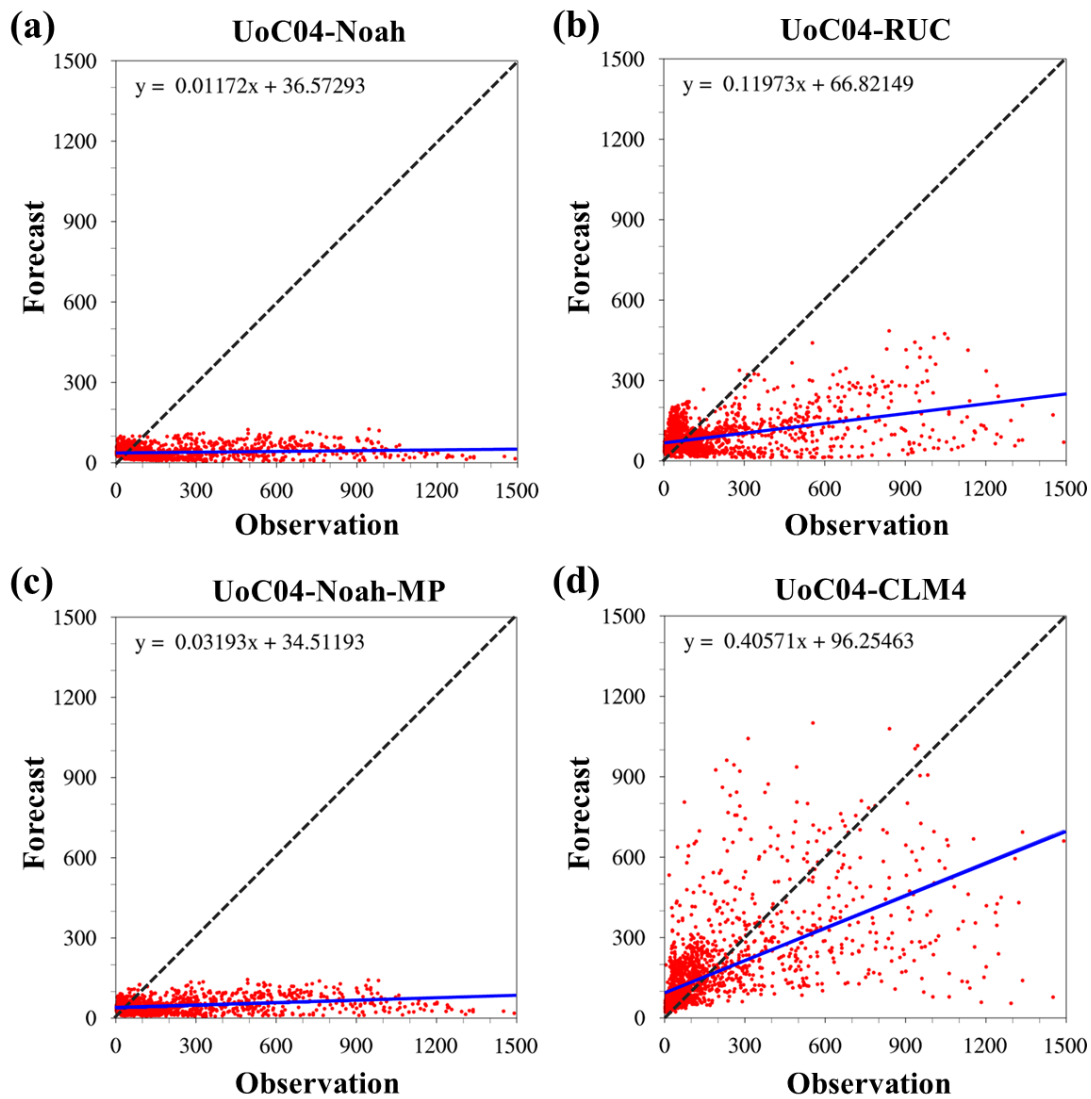 (a)
UoC04-Noah
y = 0.01172x + 36.57293
1500
1200
900
600
300
0
Forecast
0 300 600 900 1200 1500
Observation
(b)
UoC04-RUC
y = 0.11973x + 66.82149
1500
1200
900
600
300
0
Forecast
0 300 600 900 1200 1500
Observation
(c)
UoC04-Noah-MP
y = 0.03193x + 34.51193
1500
1200
900
600
300
0
Forecast
0 300 600 900 1200 1500
Observation
(d)
UoC04-CLM4
y = 0.40571x + 96.25463
1500
1200
900
600
300
0
Forecast
0 300 600 900 1200 1500
Observation